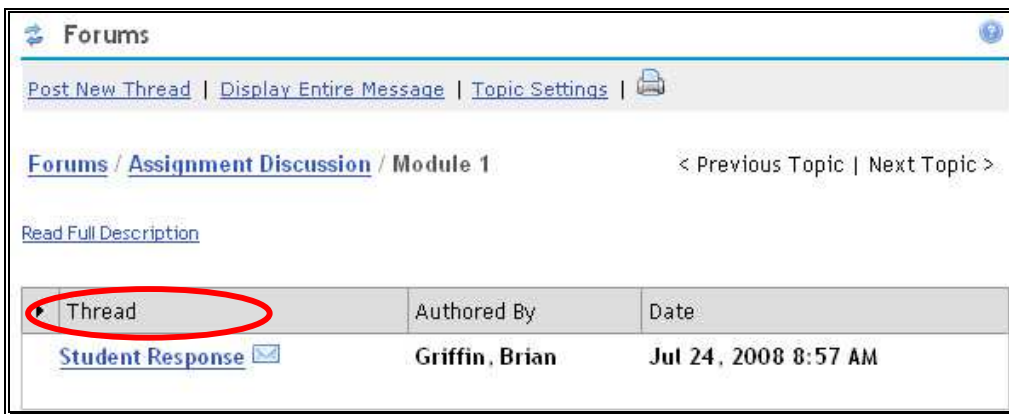 Forums
Post New Thread | Display Entire Message | Topic Settings |
Forums / Assignment Discussion / Module 1 < Previous Topic | Next Topic >
Read Full Description
Thread Authored By Date
Student Response Griffin, Brian Jul 24, 2008 8:57 AM